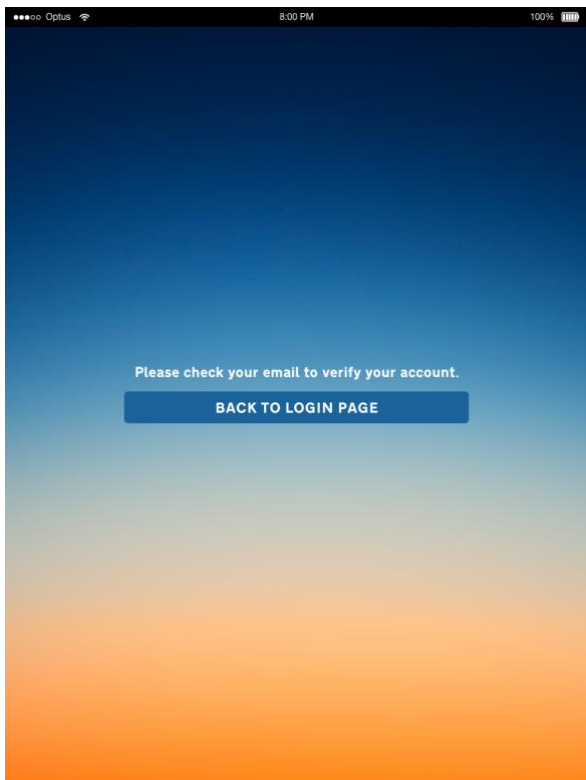 Optus 8:00 PM 100%
Please check your email to verify your account.
BACK TO LOGIN PAGE